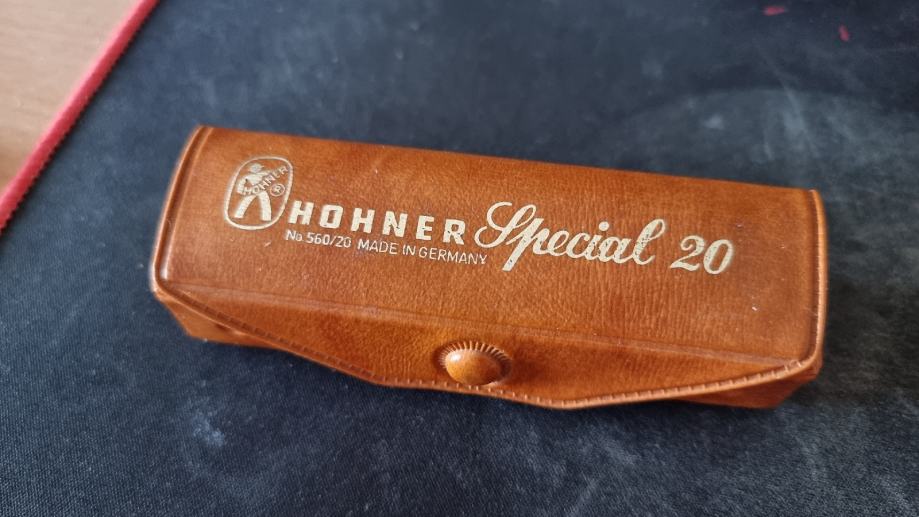 HOHNER ®
HOHNER Special 20
No. 560/20 MADE IN GERMANY